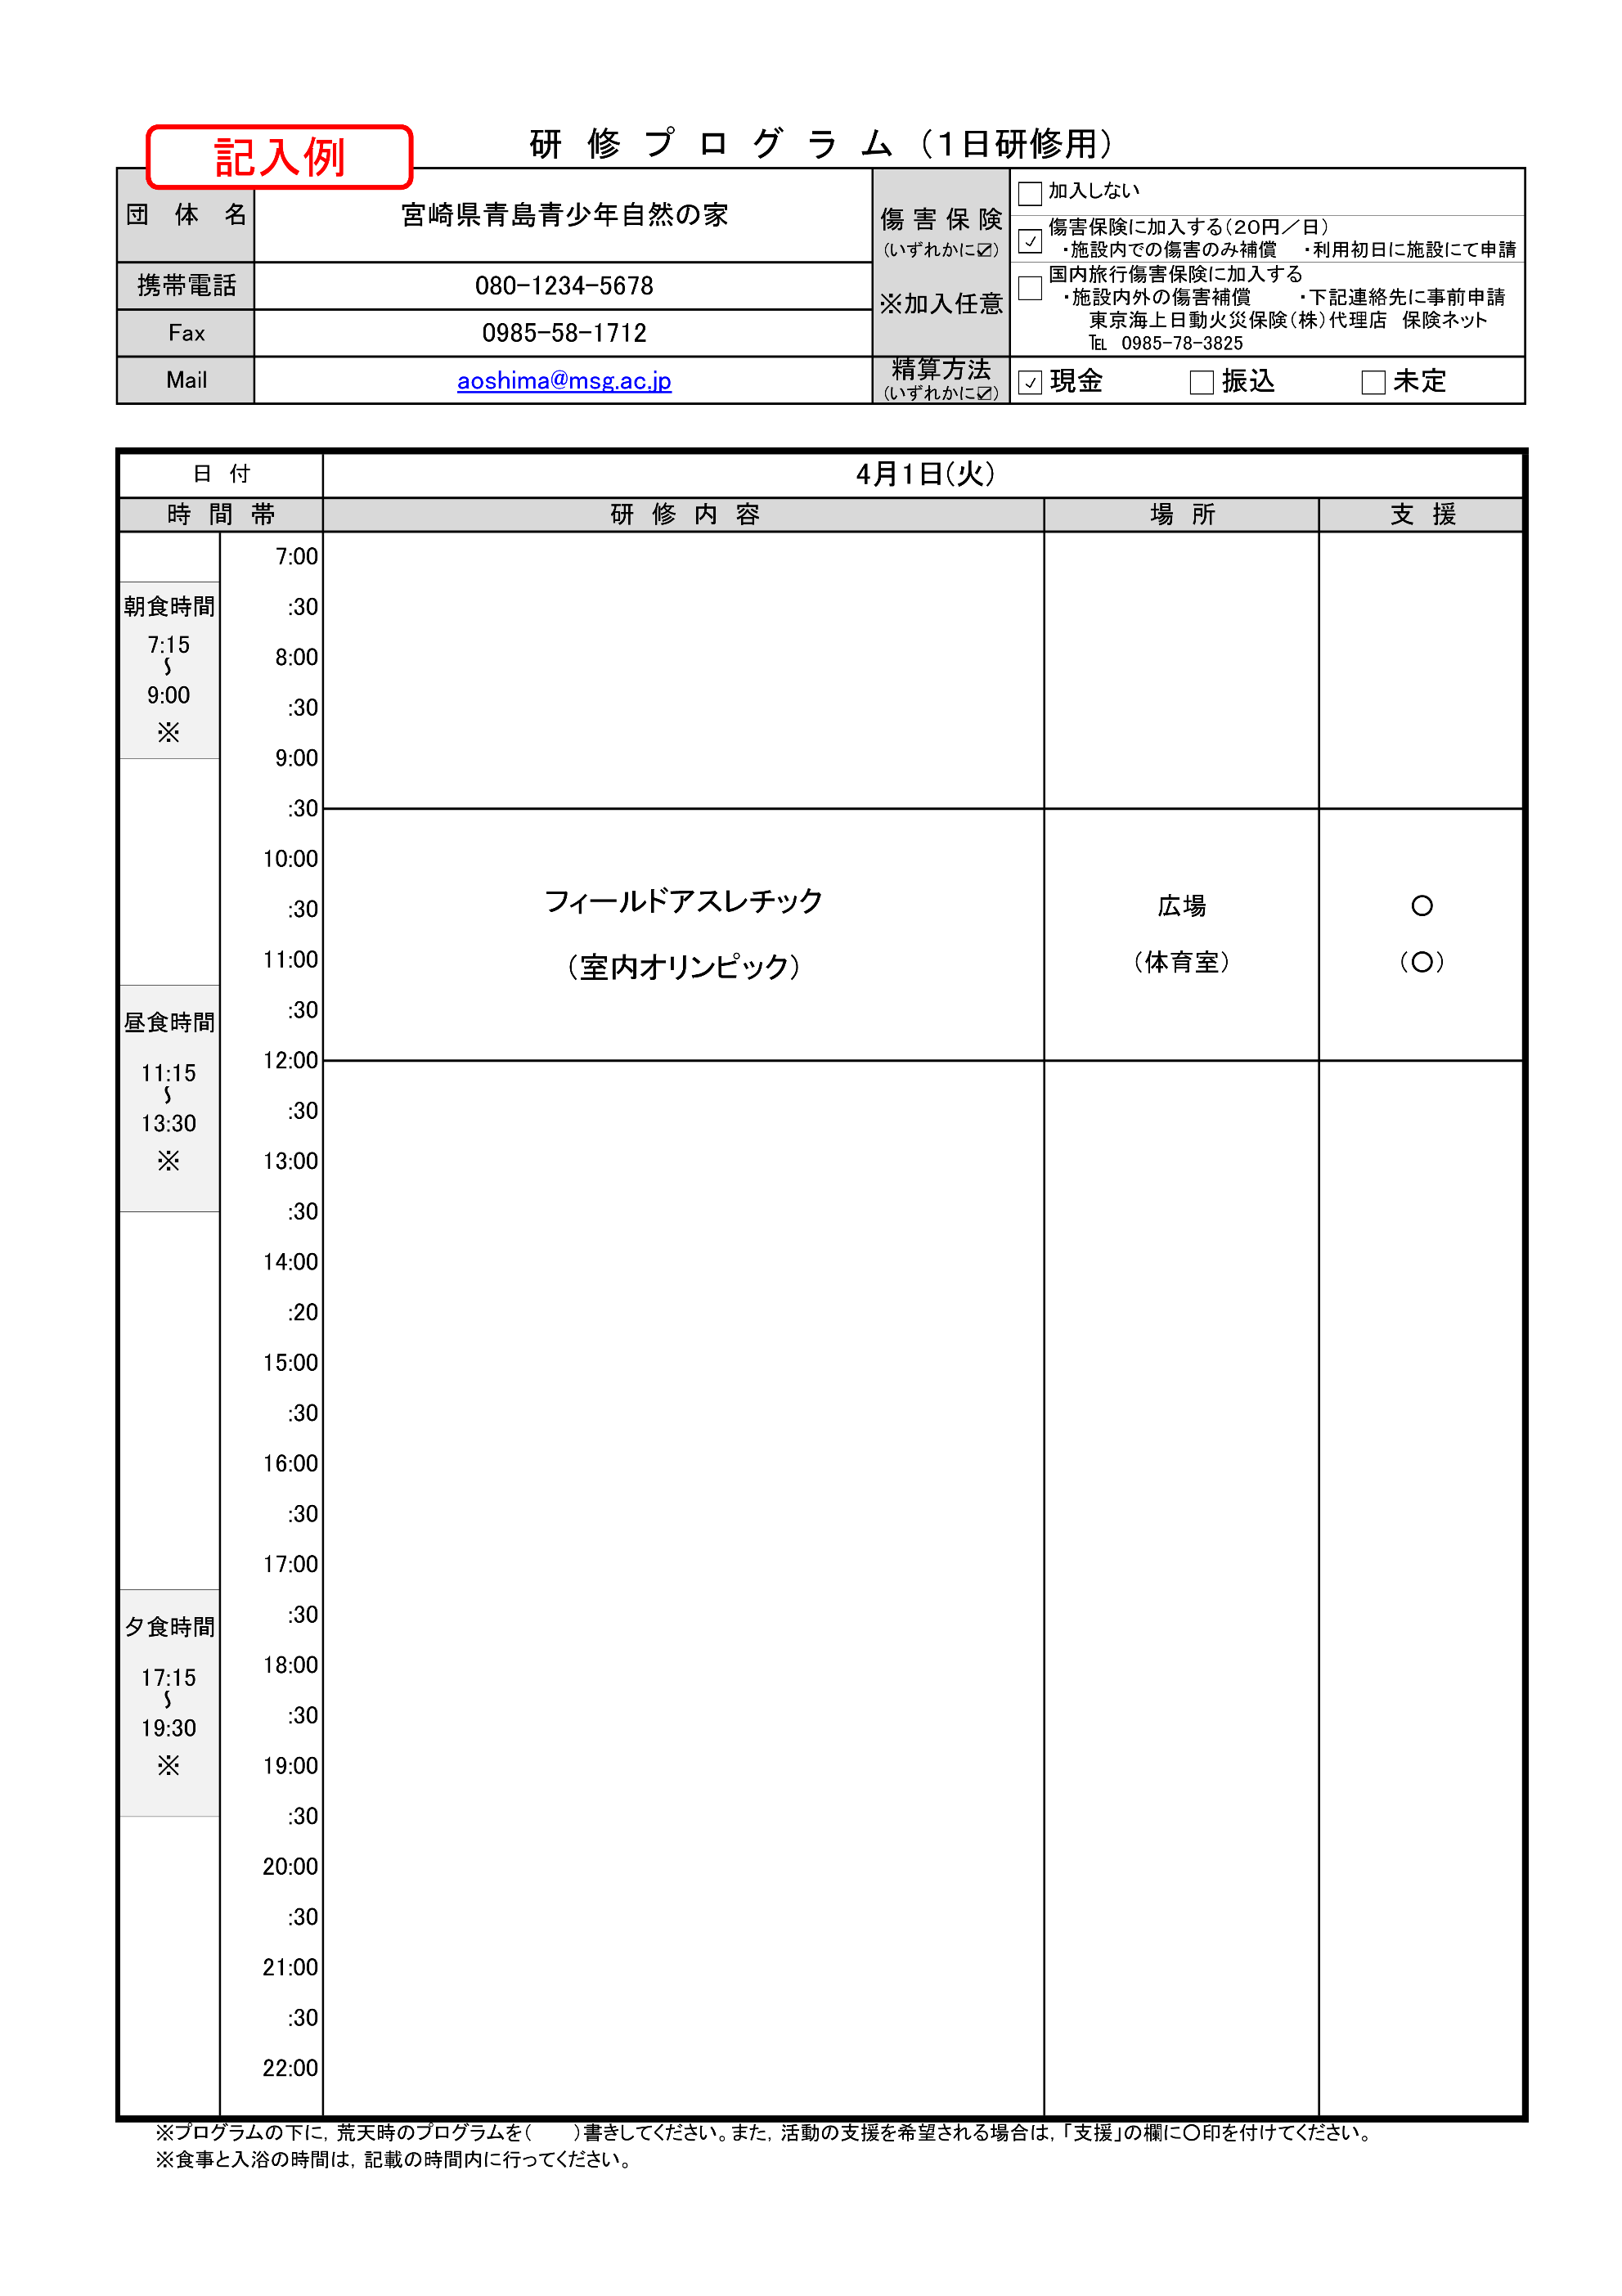 記入例
研修プログラム（1日研修用）
団体名
宮崎県青島青少年自然の家
携帯電話
080-1234-5678
Fax
0985-58-1712
Mail
aoshima@msg.ac.jp
傷害保険
（いずれかに☑）
※加入任意
加入しない
✓ 傷害保険に加入する（20円／日）
・施設内での傷害のみ補償　・利用初日に施設にて申請
国内旅行傷害保険に加入する
・施設内外の傷害補償　・下記連絡先に事前申請
東京海上日動火災保険（株）代理店　保険ネット
℡　0985-78-3825
精算方法
（いずれかに☑）
✓ 現金　振込　未定
日付
4月1日（火）
時間帯　研修内容　場所　支援
7:00
朝食時間
:30
7:15
～
8:00
9:00
:30
※
9:00
:30
10:00
フィールドアスレチック　広場　○
:30
（室内オリンピック）　（体育室）　（○）
11:00
昼食時間
:30
12:00
11:15
～
13:30
:30
※
13:00
:30
14:00
:20
15:00
:30
16:00
:30
17:00
夕食時間
:30
18:00
17:15
～
19:30
:30
※
19:00
:30
20:00
:30
21:00
:30
22:00
※プログラムの下に，荒天時のプログラムを（　　）書きしてください。また，活動の支援を希望される場合は，「支援」の欄に○印を付けてください。
※食事と入浴の時間は，記載の時間内に行ってください。